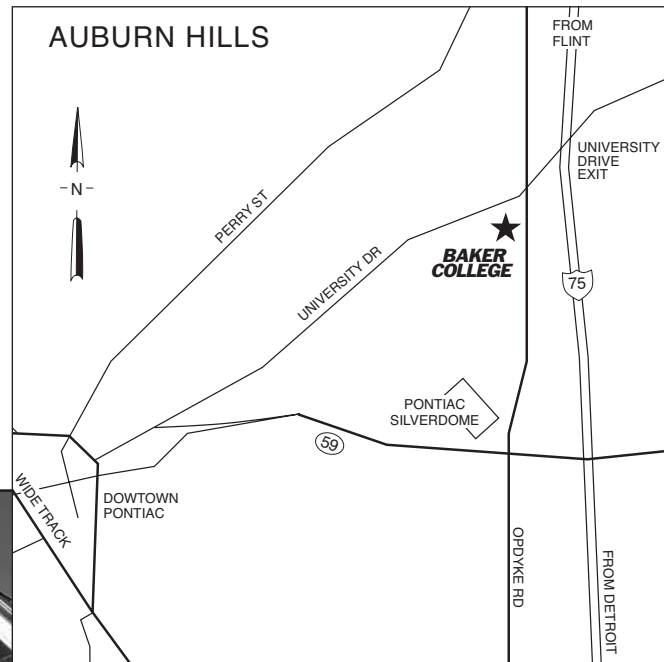 AUBURN HILLS
FROM
FLINT
-N-
UNIVERSITY
DRIVE
EXIT
PERRY ST
UNIVERSITY DR
BAKER
COLLEGE
75
PONTIAC
SILVERDOME
59
WIDE TRACK
DOWTOWN
PONTIAC
OPDYKE RD
FROM DETROIT